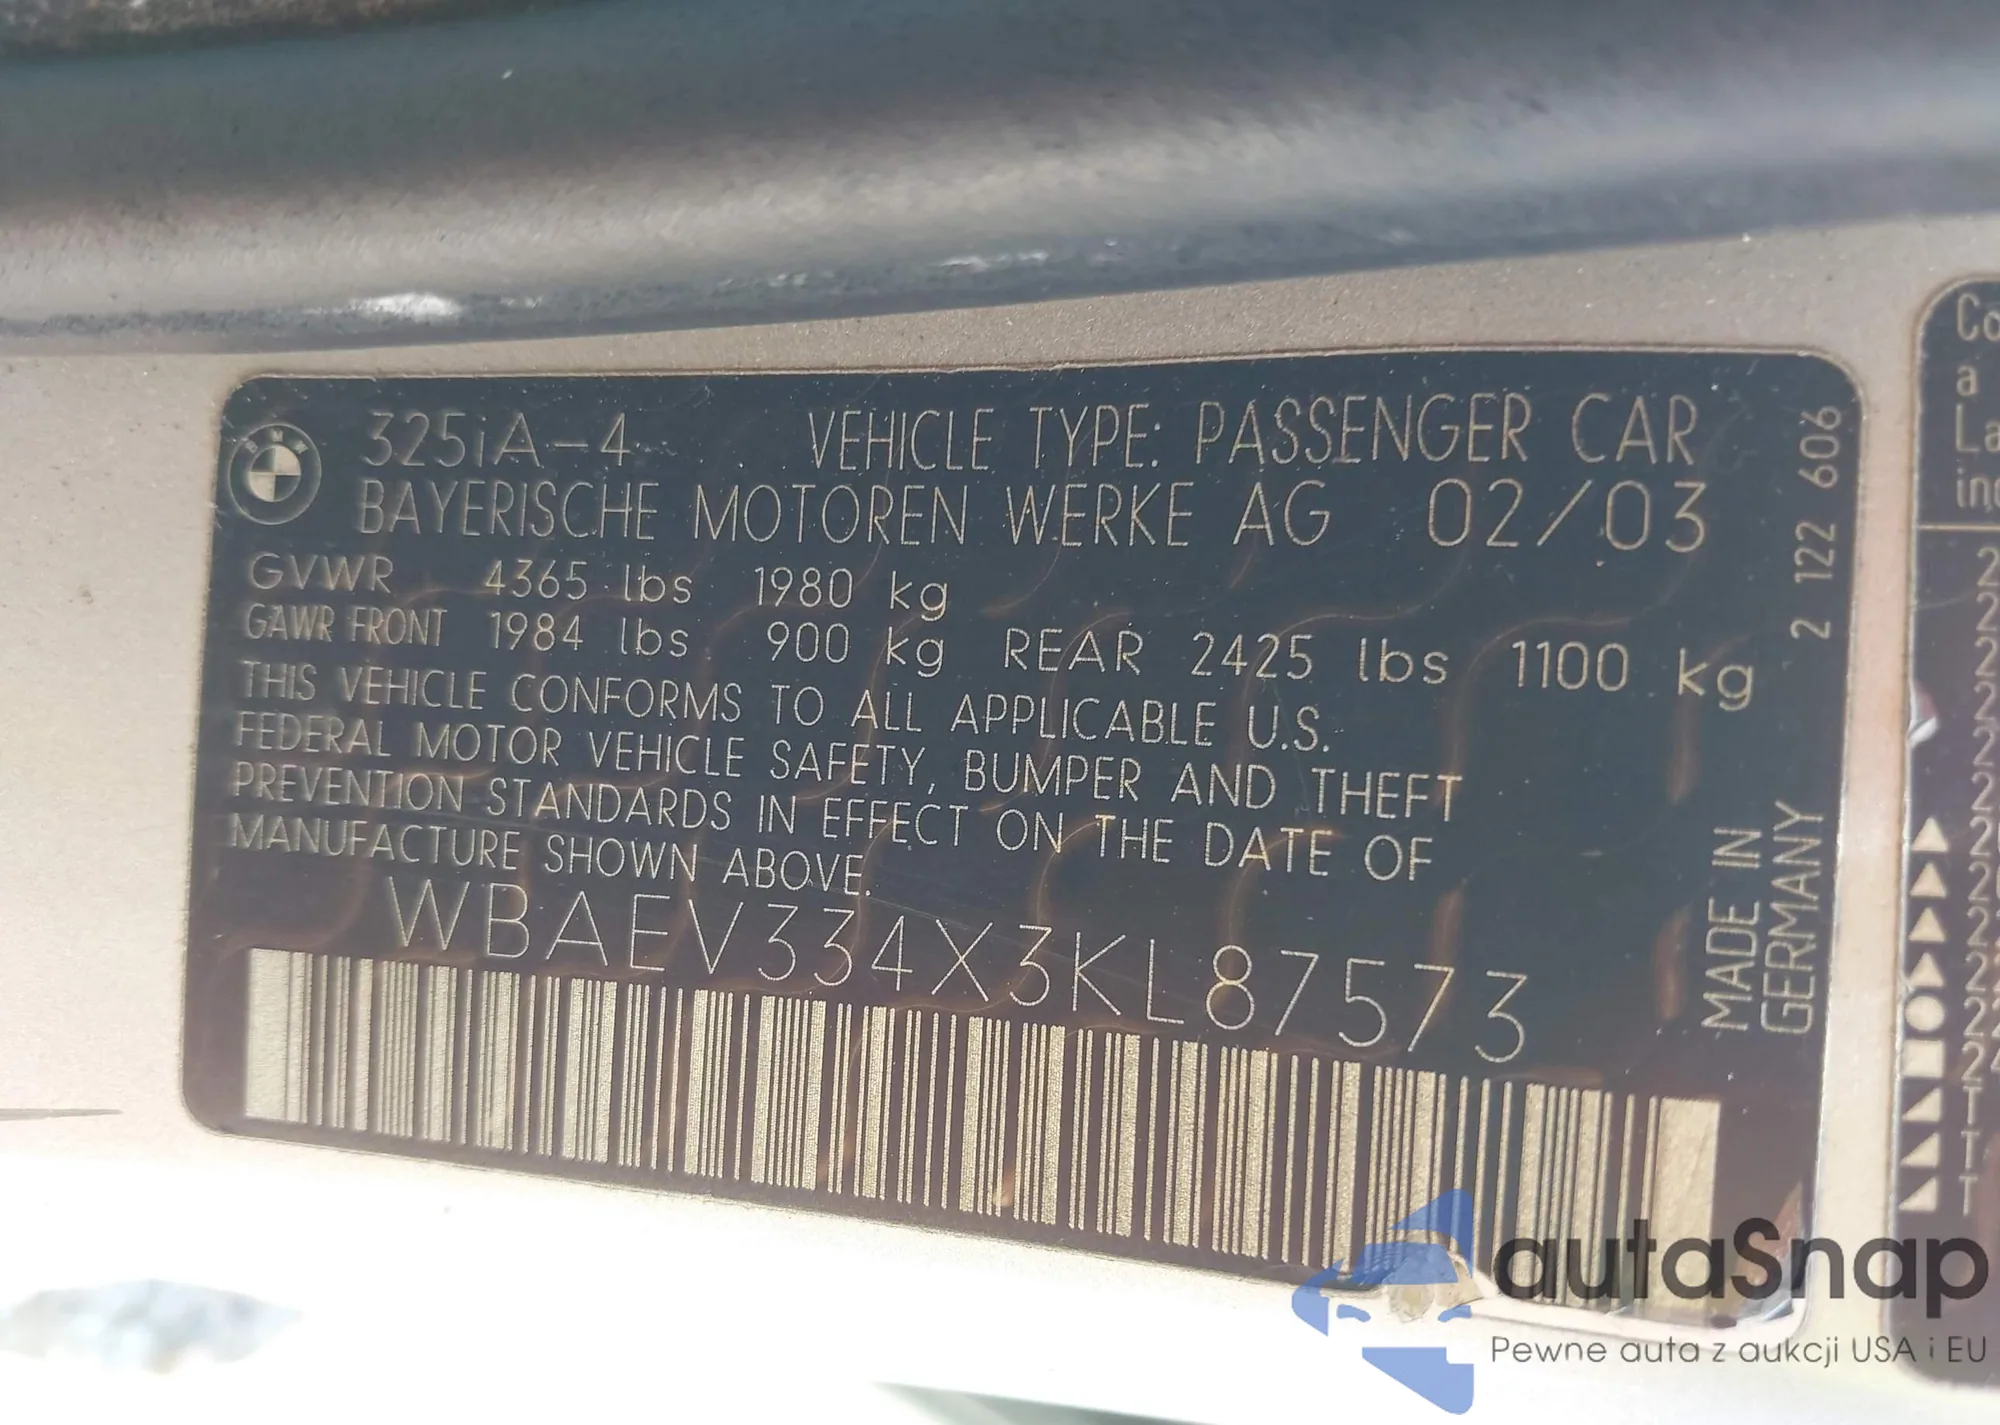 325iA-4 VEHICLE TYPE: PASSENGER CAR
BAYERISCHE MOTOREN WERKE AG 02/03
GVWR 4365 lbs 1980 kg
GAWR FRONT 1984 lbs 900 kg REAR 2425 lbs 1100 kg
THIS VEHICLE CONFORMS TO ALL APPLICABLE U.S.
FEDERAL MOTOR VEHICLE SAFETY, BUMPER AND THEFT
PREVENTION STANDARDS IN EFFECT ON THE DATE OF
MANUFACTURE SHOWN ABOVE.
WBAEV334X3KL87573
2 122 606
MADE IN
GERMANY
a
autaSnap
Pewne auta z aukcji USA i EU